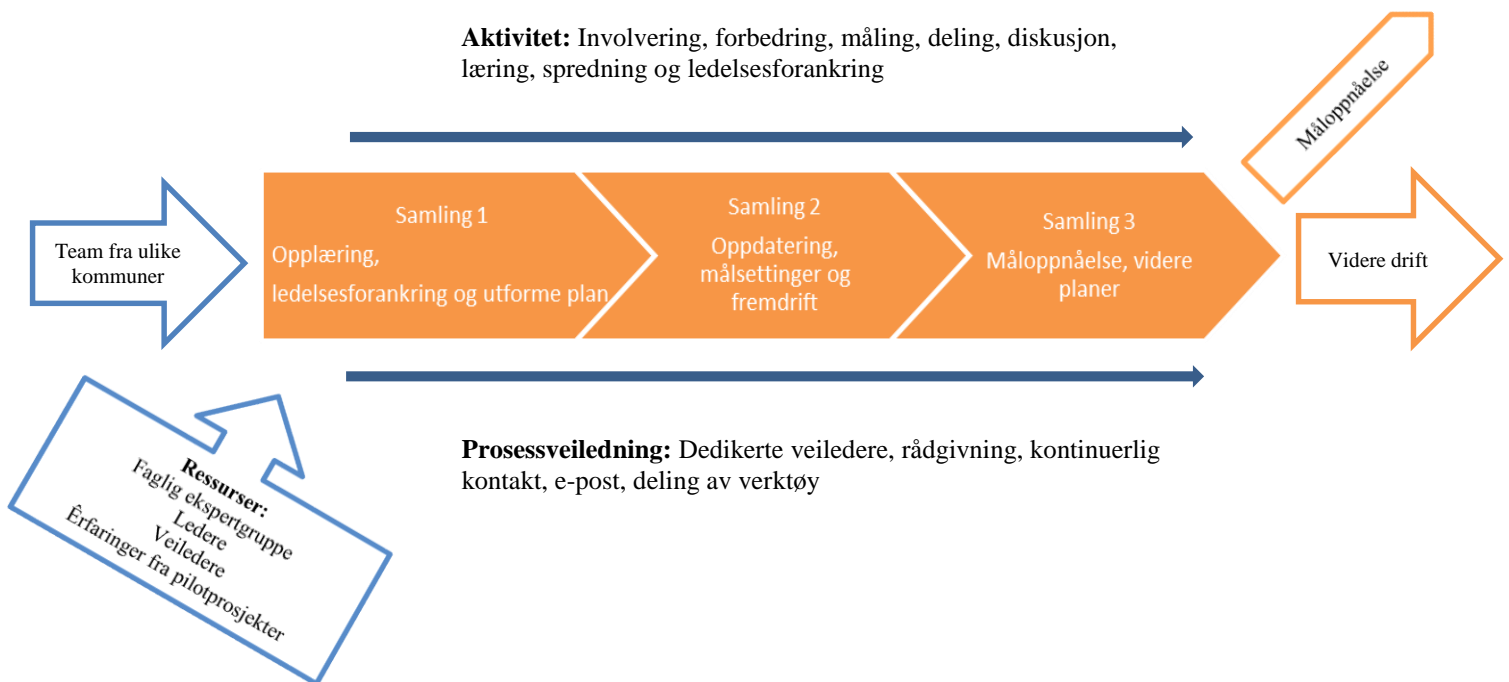 Aktivitet: Involvering, forbedring, måling, deling, diskusjon,
læring, spredning og ledelsesforankring
Måloppnåelse
Team fra ulike
kommuner
Samling 1
Opplæring,
ledelsesforankring og utforme plan
Samling 2
Oppdatering,
målsettinger og
fremdrift
Samling 3
Måloppnåelse, videre
planer
Videre drift
Ressurser:
Faglig ekspertgruppe
Ledere
Veiledere
Êrfaringer fra pilotprosjekter
Prosessveiledning: Dedikerte veiledere, rådgivning, kontinuerlig
kontakt, e-post, deling av verktøy